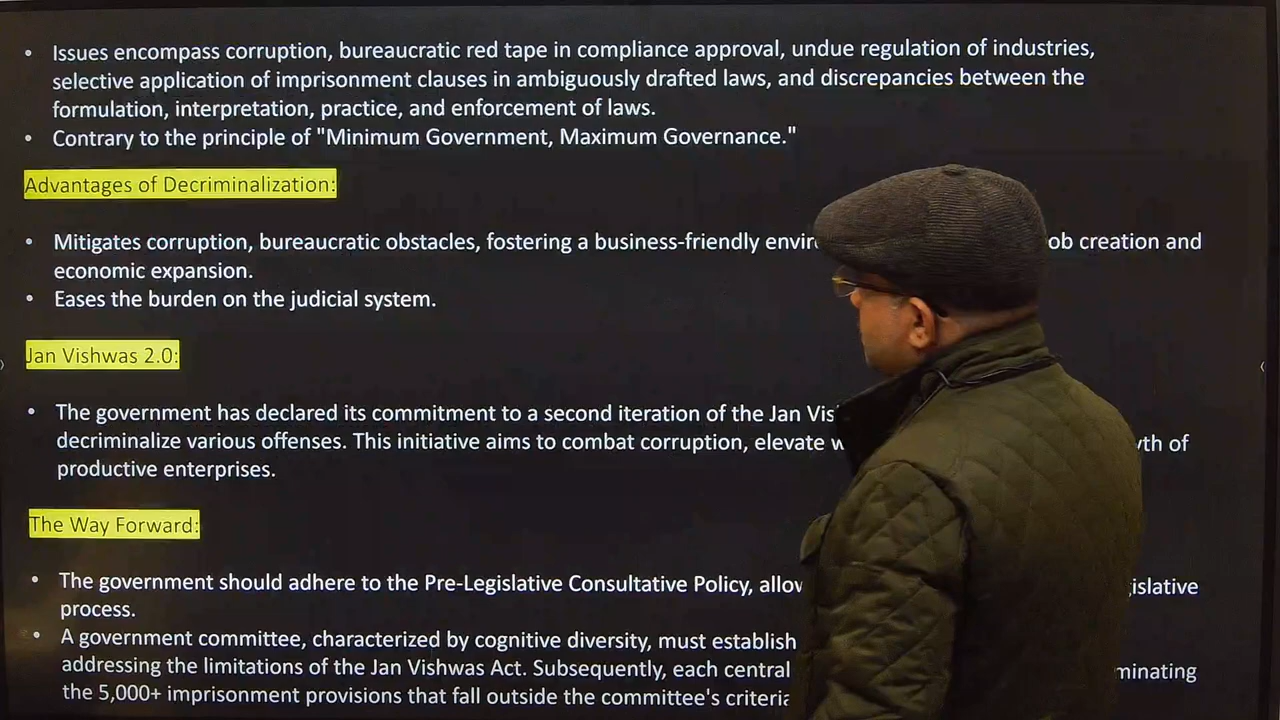 • Issues encompass corruption, bureaucratic red tape in compliance approval, undue regulation of industries,
selective application of imprisonment clauses in ambiguously drafted laws, and discrepancies between the
formulation, interpretation, practice, and enforcement of laws.
• Contrary to the principle of "Minimum Government, Maximum Governance."
Advantages of Decriminalization:
• Mitigates corruption, bureaucratic obstacles, fostering a business-friendly creation and
economic expansion.
• Eases the burden on the judicial system.
Jan Vishwas 2.0:
• The government has declared its commitment to a second iteration of the Jan
decriminalize various offenses. This initiative aims to combat corruption, elevate of
productive enterprises.
The Way Forward:
• The government should adhere to the Pre-Legislative Consultative Policy,
process.
• A government committee, characterized by cognitive diversity, must establish
addressing the limitations of the Jan Vishwas Act. Subsequently, each central
the 5,000+ imprisonment provisions that fall outside the committee's criteria